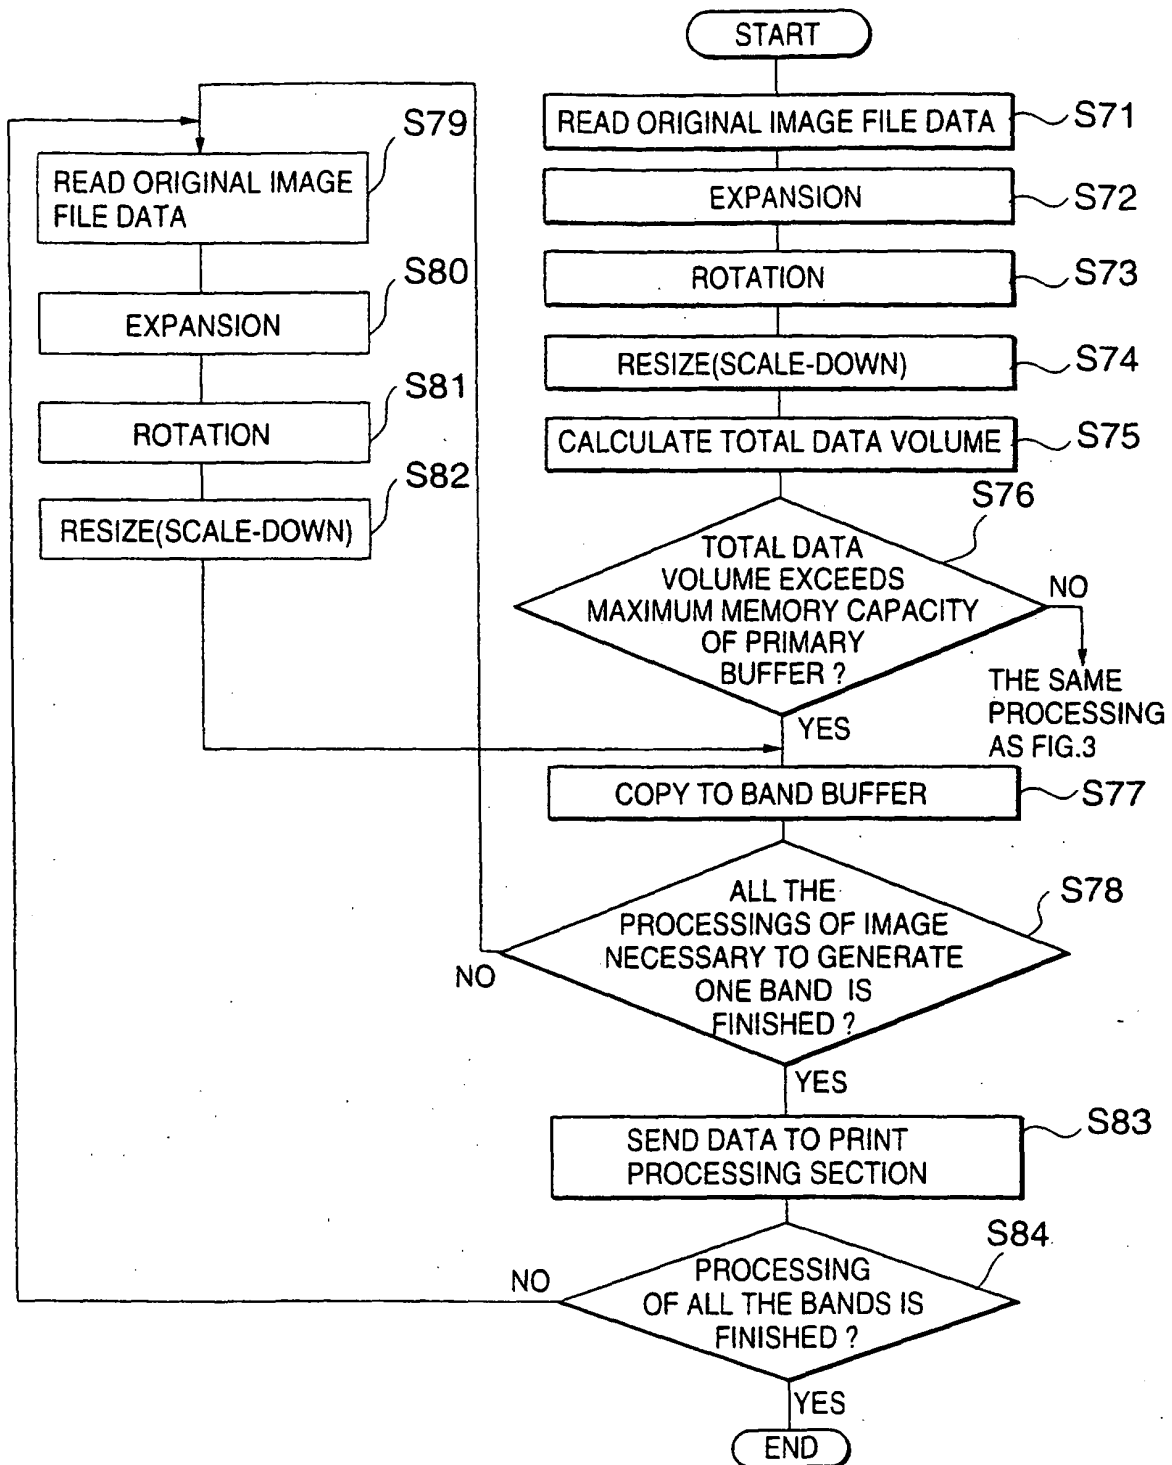 START
READ ORIGINAL IMAGE FILE DATA
S71
EXPANSION
S72
ROTATION
S73
RESIZE(SCALE-DOWN)
S74
CALCULATE TOTAL DATA VOLUME
S75
S76
TOTAL DATA
VOLUME EXCEEDS
MAXIMUM MEMORY CAPACITY
OF PRIMARY
BUFFER ?
NO
THE SAME
PROCESSING
AS FIG.3
YES
COPY TO BAND BUFFER
S77
S78
ALL THE
PROCESSINGS OF IMAGE
NECESSARY TO GENERATE
ONE BAND IS
FINISHED ?
NO
YES
S79
READ ORIGINAL IMAGE
FILE DATA
S80
EXPANSION
S81
ROTATION
S82
RESIZE(SCALE-DOWN)
SEND DATA TO PRINT
PROCESSING SECTION
S83
S84
PROCESSING
OF ALL THE BANDS IS
FINISHED ?
NO
YES
END